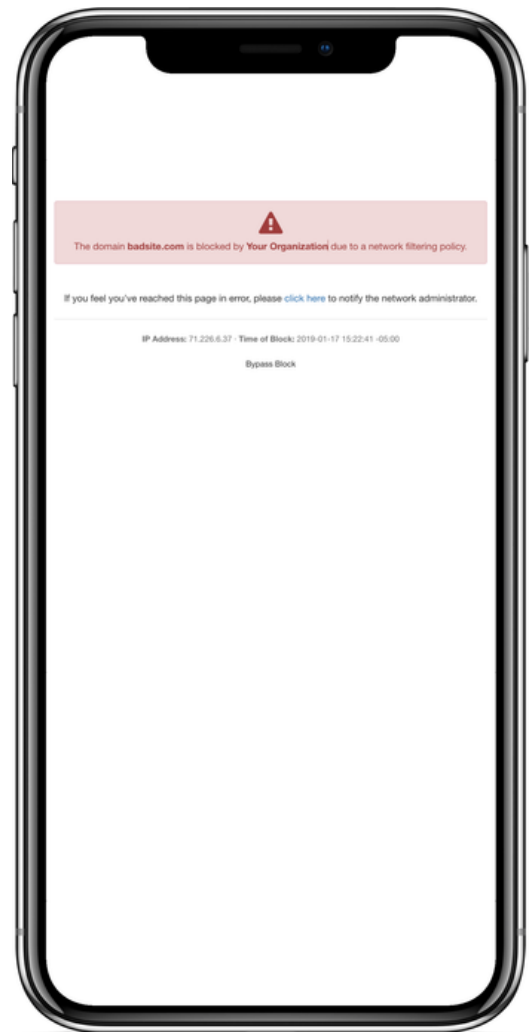 The domain badsite.com is blocked by Your Organization due to a network filtering policy.
If you feel you've reached this page in error, please click here to notify the network administrator.
IP Address: 71.226.6.37 · Time of Block: 2019-01-17 15:22:41 -05:00
Bypass Block